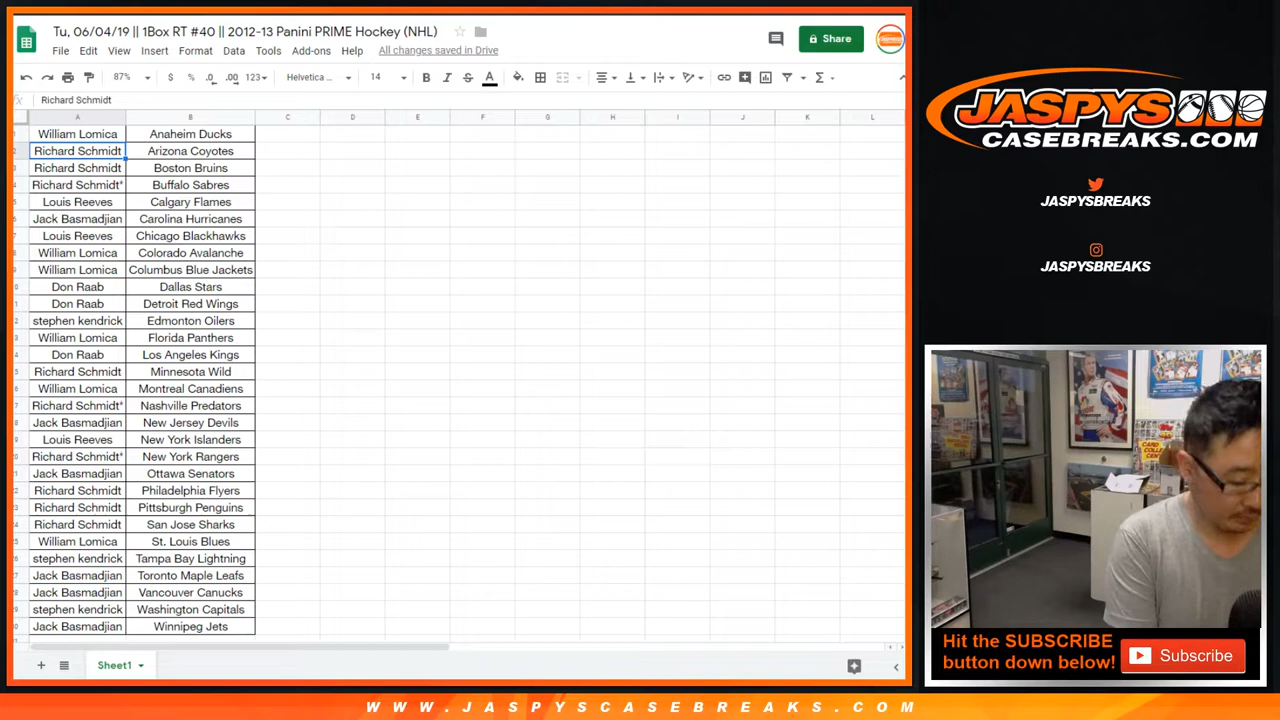 Tu, 06/04/19 || 1Box RT #40 || 2012-13 Panini PRIME Hockey (NHL)
File Edit View Insert Format Data Tools Add-ons Help All changes saved in Drive
Share
87% $ % .0 .00 123 Helvetica ... 14 B I S A
fx Richard Schmidt
A B C D E F G H I J K L
William Lomica Anaheim Ducks
Richard Schmidt Arizona Coyotes
Richard Schmidt Boston Bruins
Richard Schmidt* Buffalo Sabres
Louis Reeves Calgary Flames
Jack Basmadjian Carolina Hurricanes
Louis Reeves Chicago Blackhawks
William Lomica Colorado Avalanche
William Lomica Columbus Blue Jackets
Don Raab Dallas Stars
Don Raab Detroit Red Wings
stephen kendrick Edmonton Oilers
William Lomica Florida Panthers
Don Raab Los Angeles Kings
Richard Schmidt Minnesota Wild
William Lomica Montreal Canadiens
Richard Schmidt* Nashville Predators
Jack Basmadjian New Jersey Devils
Louis Reeves New York Islanders
Richard Schmidt* New York Rangers
Jack Basmadjian Ottawa Senators
Richard Schmidt Philadelphia Flyers
Richard Schmidt Pittsburgh Penguins
Richard Schmidt San Jose Sharks
William Lomica St. Louis Blues
stephen kendrick Tampa Bay Lightning
Jack Basmadjian Toronto Maple Leafs
Jack Basmadjian Vancouver Canucks
stephen kendrick Washington Capitals
Jack Basmadjian Winnipeg Jets
Sheet1
JASPYS
CASEBREAKS.COM
JASPYSBREAKS
JASPYSBREAKS
Hit the SUBSCRIBE
button down below!
Subscribe
WWW.JASPYSCASEBREAKS.COM